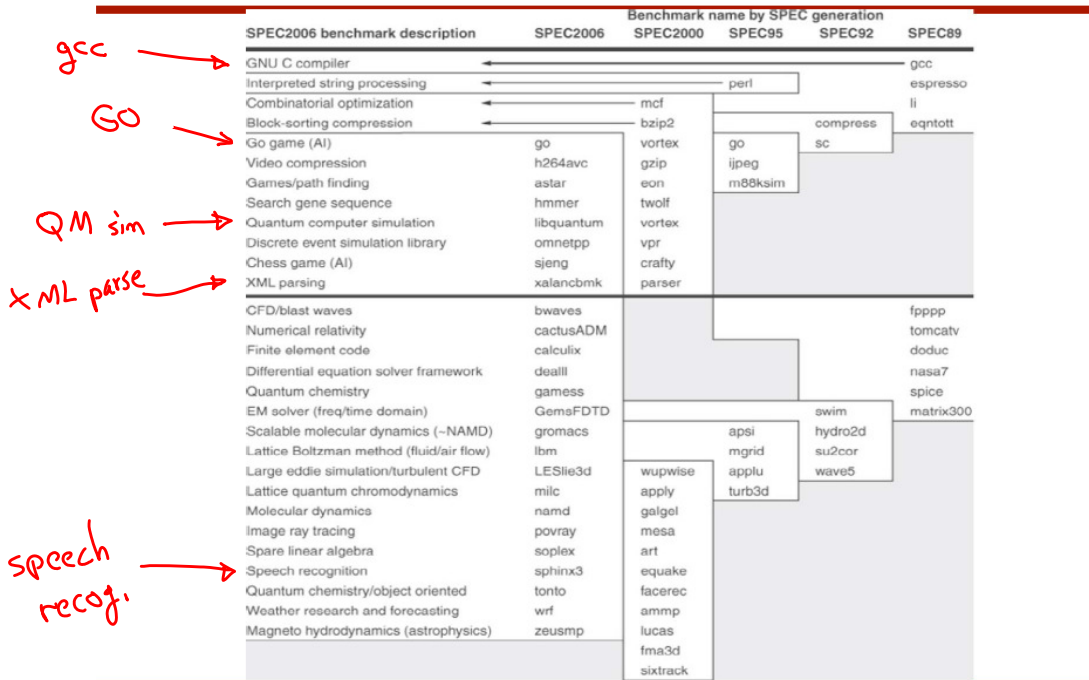 Benchmark name by SPEC generation
SPEC2006 benchmark description SPEC2006 SPEC2000 SPEC95 SPEC92 SPEC89
gcc
GNU C compiler gcc
Interpreted string processing perl espresso
Combinatorial optimization mcf li
Block-sorting compression bzip2 compress eqntott
GO
Go game (AI) go vortex go sc
Video compression h264avc gzip ijpeg
Games/path finding astar eon m88ksim
Search gene sequence hmmer twolf
QM sim
Quantum computer simulation libquantum vortex
Discrete event simulation library omnetpp vpr
Chess game (AI) sjeng crafty
XML parse
XML parsing xalancbmk parser
CFD/blast waves bwaves fpppp
Numerical relativity cactusADM tomcatv
Finite element code calculix doduc
Differential equation solver framework dealll nasa7
Quantum chemistry gamess spice
EM solver (freq/time domain) GemsFDTD swim matrix300
Scalable molecular dynamics (~NAMD) gromacs apsi hydro2d
Lattice Boltzman method (fluid/air flow) lbm mgrid su2cor
Large eddie simulation/turbulent CFD LESlie3d wupwise applu wave5
Lattice quantum chromodynamics milc apply turb3d
Molecular dynamics namd galgel
Image ray tracing povray mesa
Spare linear algebra soplex art
speech
recog.
Speech recognition sphinx3 equake
Quantum chemistry/object oriented tonto facerec
Weather research and forecasting wrf ammp
Magneto hydrodynamics (astrophysics) zeusmp lucas
fma3d
sixtrack